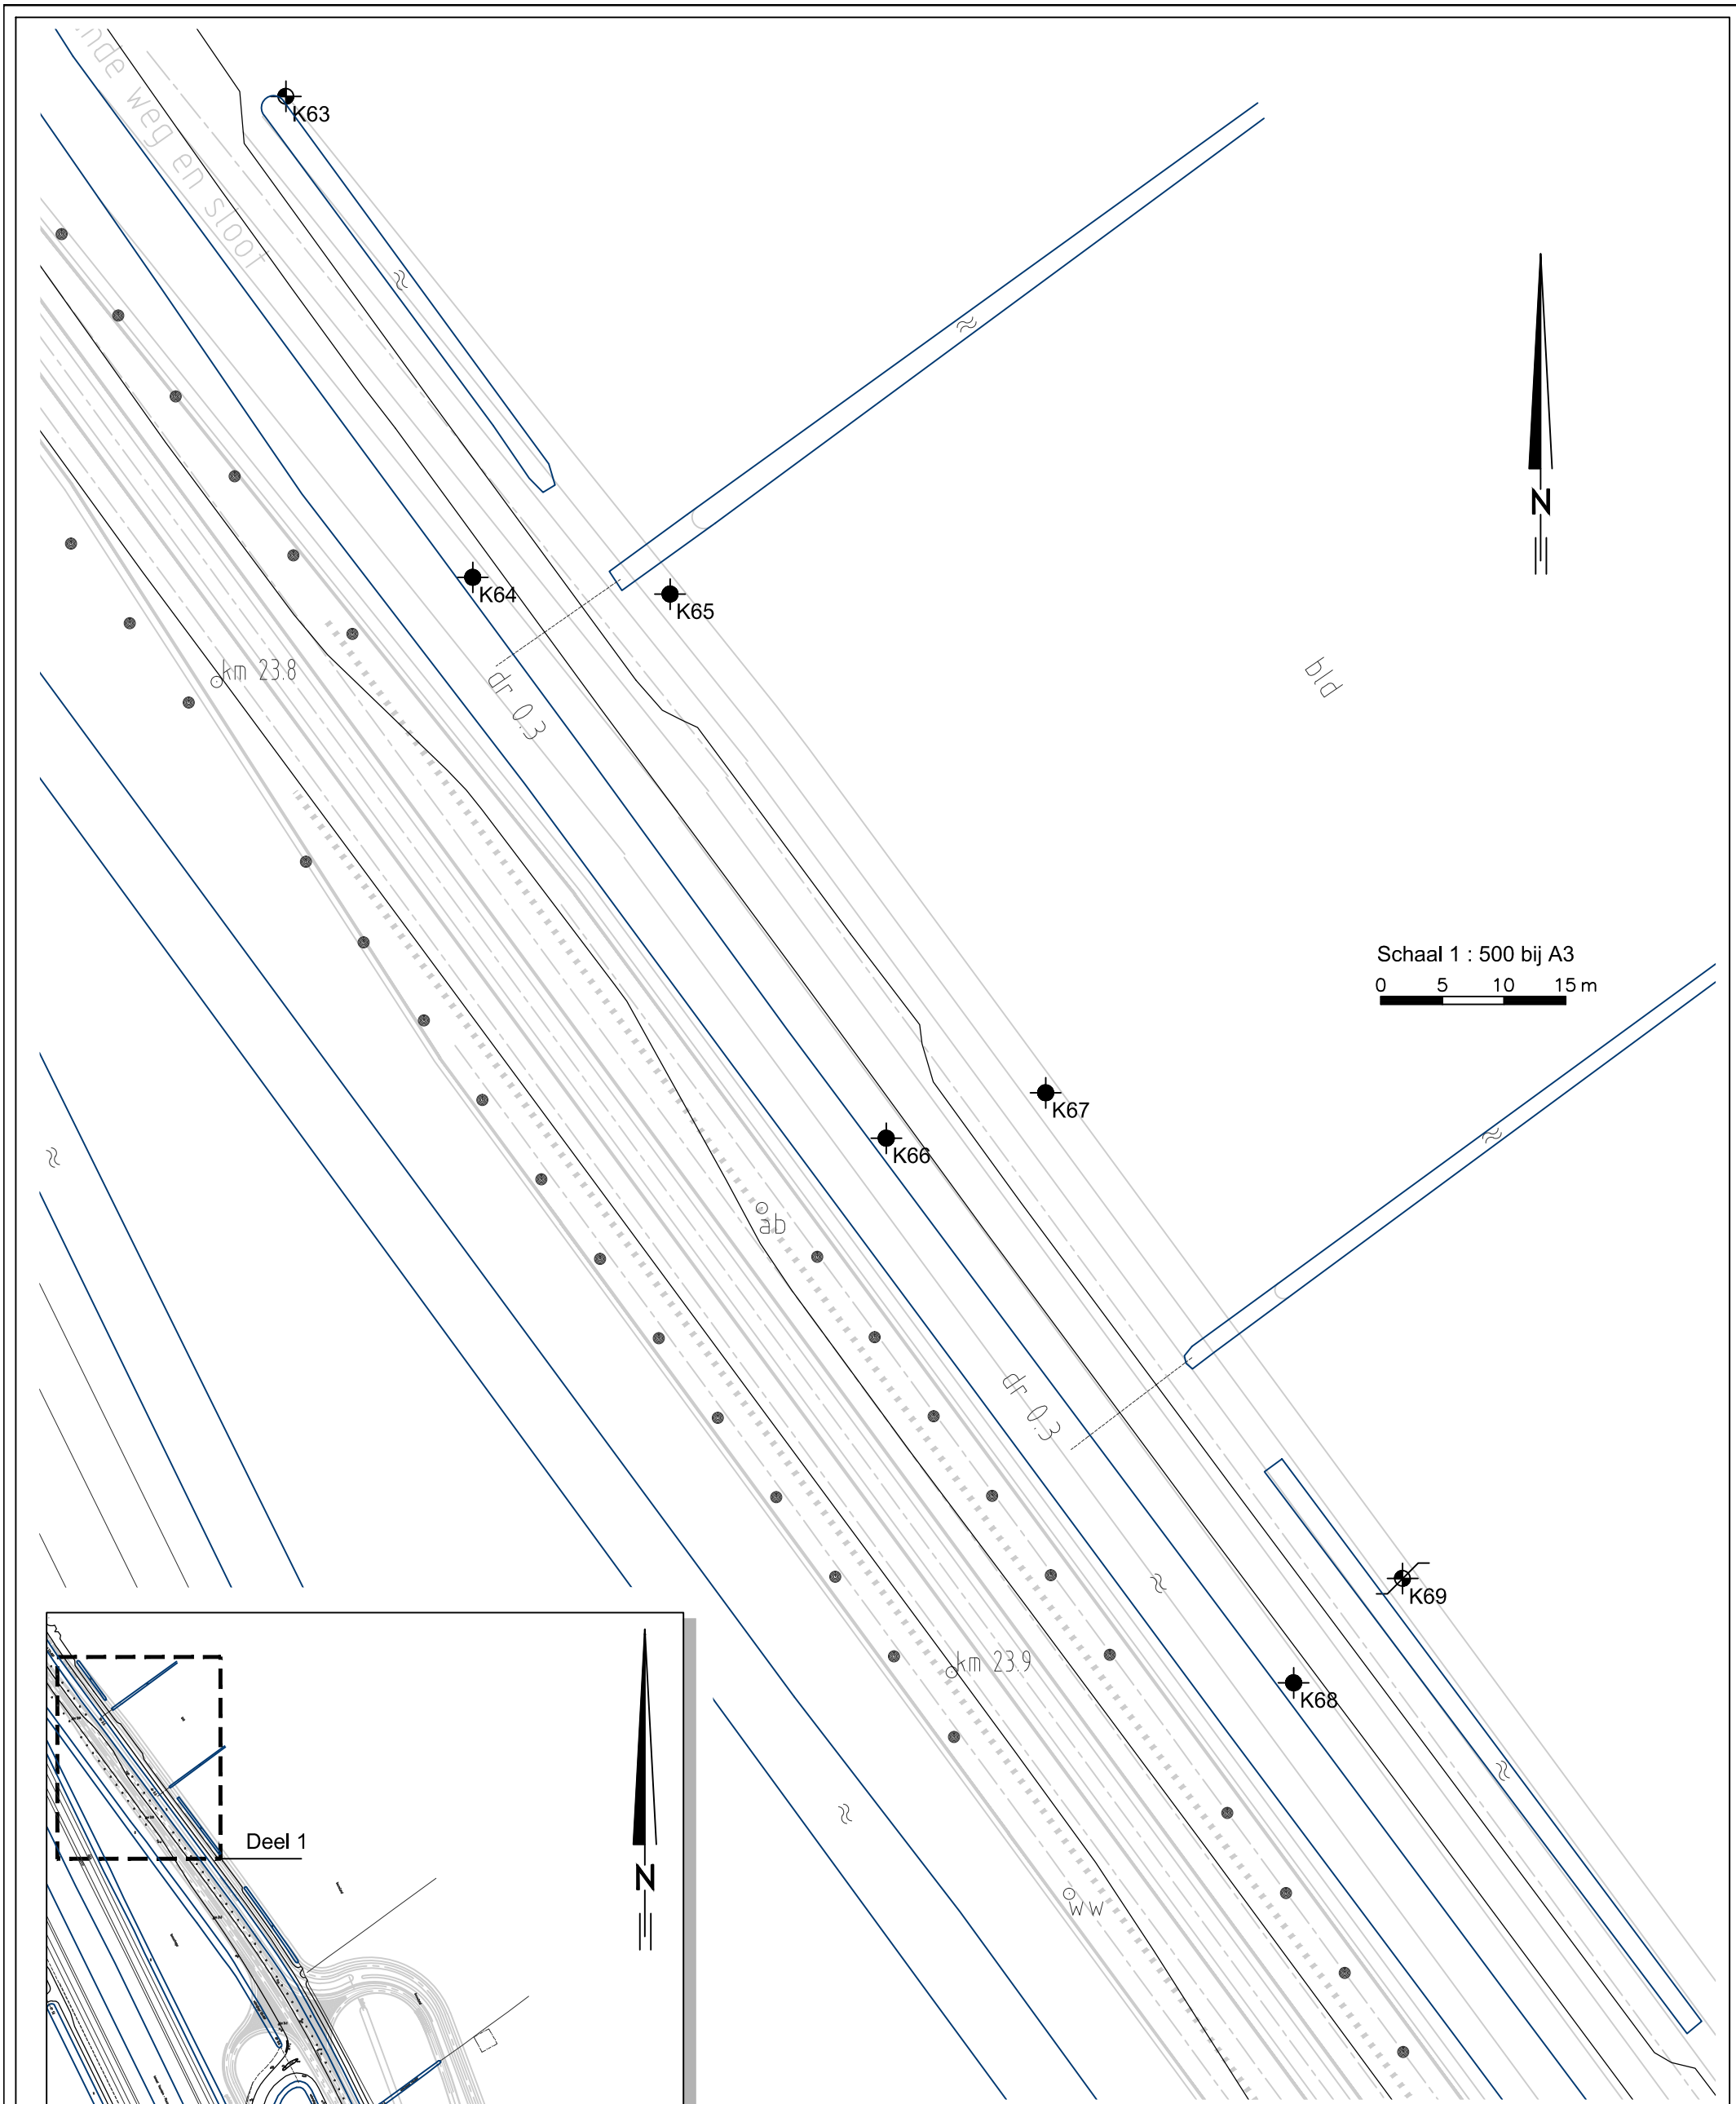 nde weg en sloot
K63
K64
K65
km 23.8
dr 0.3
bld
N
Schaal 1 : 500 bij A3
0 5 10 15 m
K67
K66
ab
dr 0.3
K69
km 23.9
K68
ww
Deel 1
N